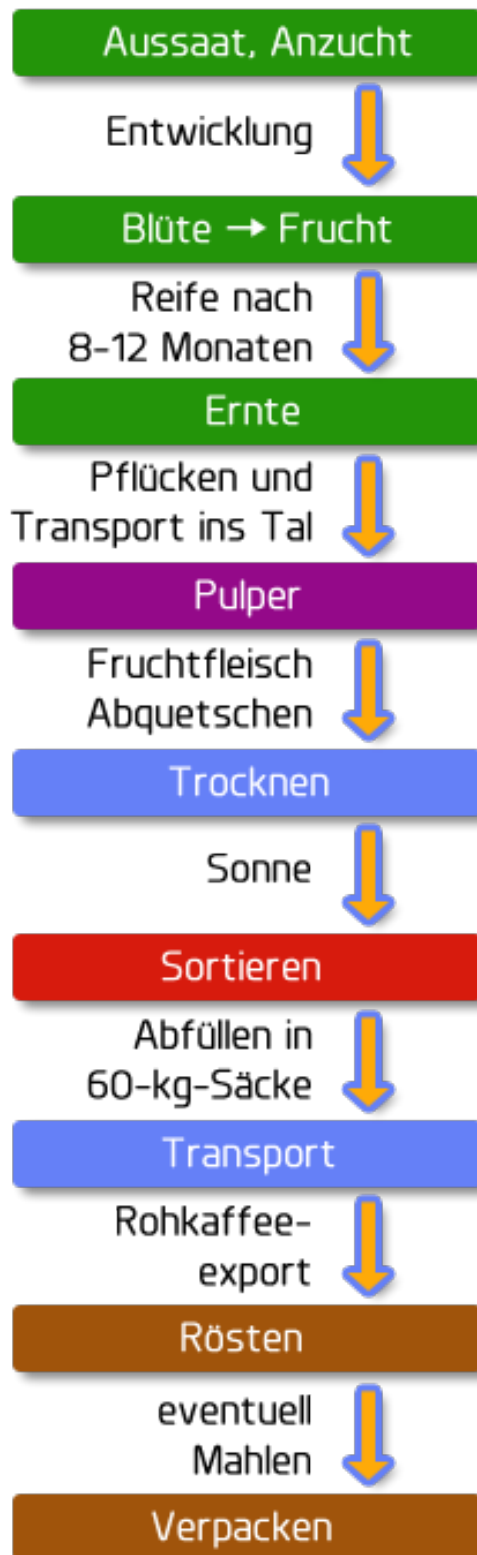 Aussaat, Anzucht
Entwicklung
Blüte → Frucht
Reife nach
8-12 Monaten
Ernte
Pflücken und
Transport ins Tal
Pulper
Fruchtfleisch
Abquetschen
Trocknen
Sonne
Sortieren
Abfüllen in
60-kg-Säcke
Transport
Rohkaffee-
export
Rösten
eventuell
Mahlen
Verpacken